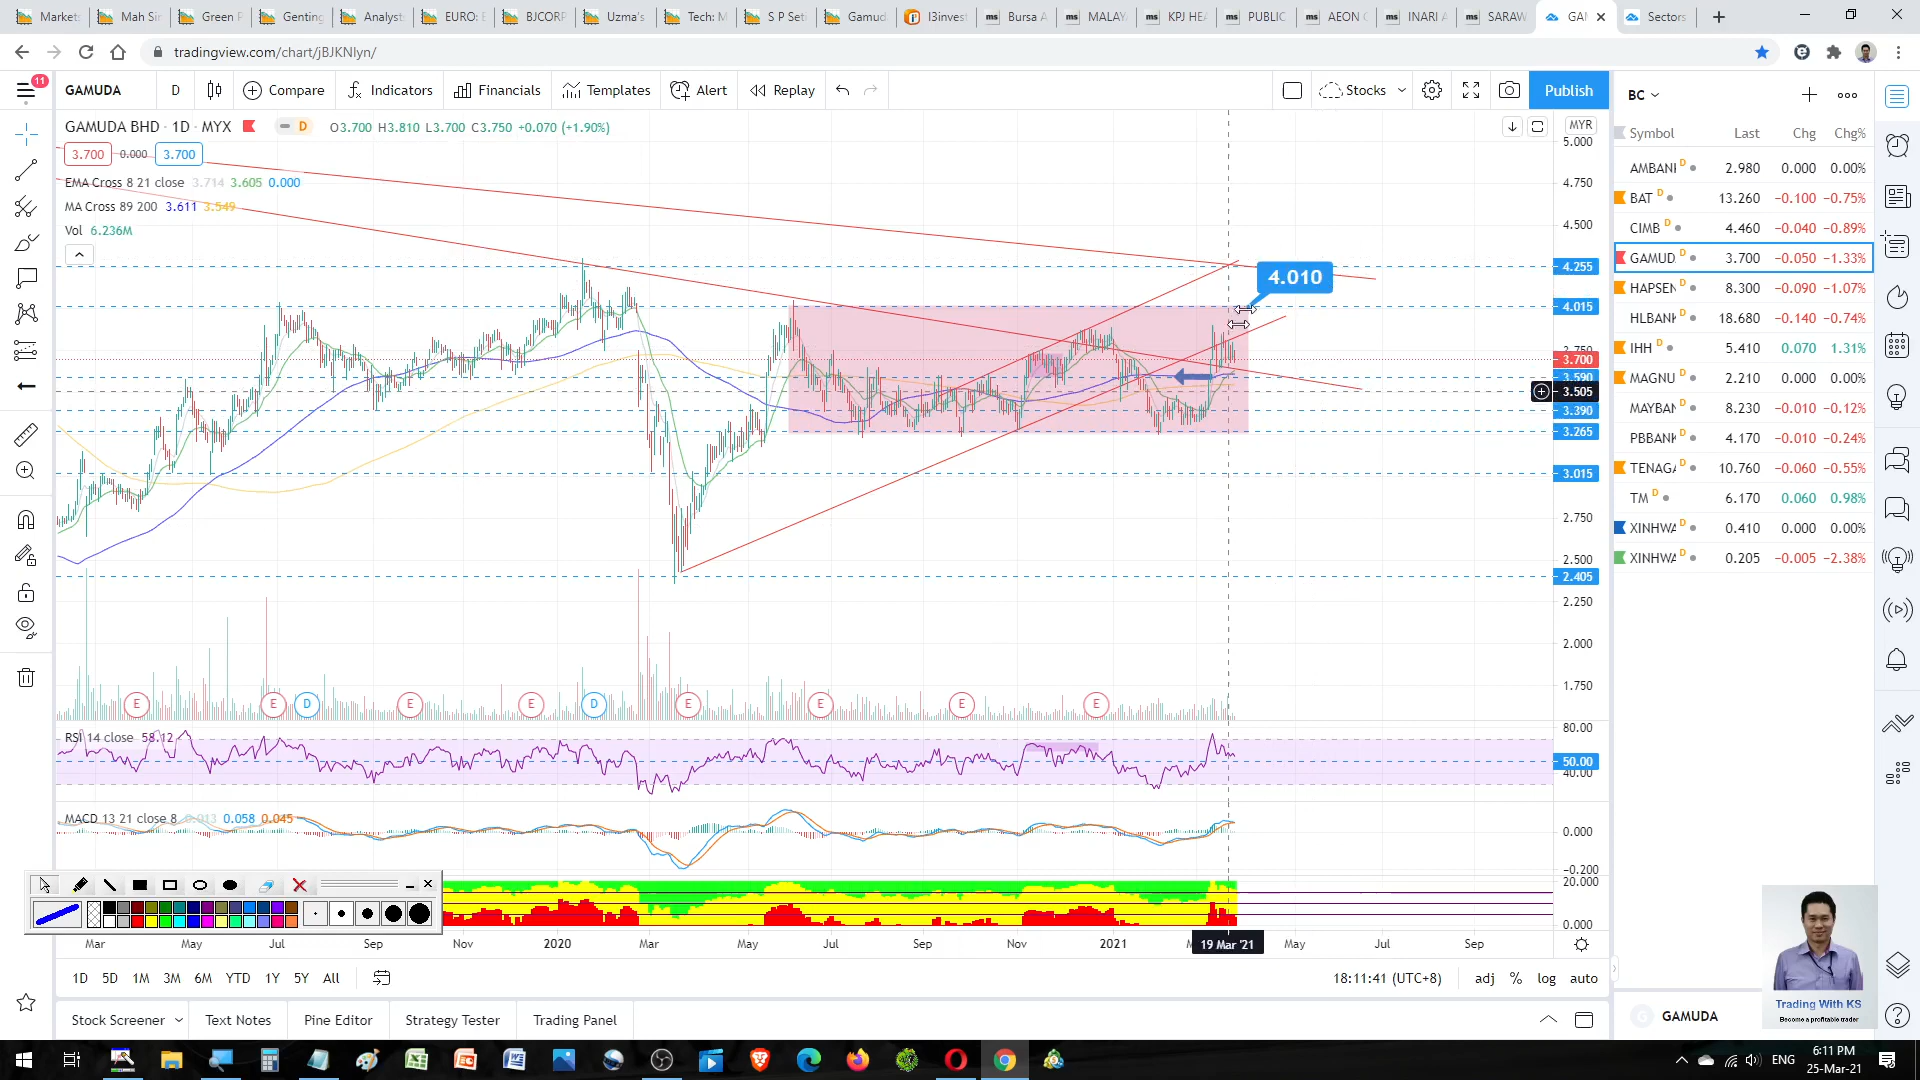 Markets
Mah Sin
Green P
Genting
Analyst
EURO: E
BJCORP
Uzma's
Tech: M
S P Seti
Gamud
I3invest
Bursa A
MALAY
KPJ HEA
PUBLIC
AEON C
INARI A
SARAW
GA
Sectors
tradingview.com/chart/jBJKNlyn/
11
GAMUDA
D
Compare
Indicators
Financials
Templates
Alert
Replay
Stocks
Publish
GAMUDA BHD · 1D · MYX
D
O3.700 H3.810 L3.700 C3.750 +0.070 (+1.90%)
3.700
0.000
3.700
EMA Cross 8 21 close 3.714 3.605 0.000
MA Cross 89 200 3.611 3.549
Vol 6.236M
4.010
MYR
5.000
4.750
4.500
4.255
4.015
3.750
3.700
3.590
3.505
3.390
3.265
3.015
2.750
2.500
2.405
2.250
2.000
1.750
E
E
D
E
E
D
E
E
E
E
RSI 14 close 58.12
80.00
50.00
40.00
MACD 13 21 close 8 0.013 0.058 0.045
0.000
-0.200
20.000
0.000
Mar
May
Jul
Sep
Nov
2020
Mar
May
Jul
Sep
Nov
2021
19 Mar '21
May
Jul
Sep
1D
5D
1M
3M
6M
YTD
1Y
5Y
All
18:11:41 (UTC+8)
adj
%
log
auto
Stock Screener
Text Notes
Pine Editor
Strategy Tester
Trading Panel
BC
Symbol Last Chg Chg%
AMBANK D 2.980 0.000 0.00%
BAT D 13.260 −0.100 −0.75%
CIMB D 4.460 −0.040 −0.89%
GAMUD D 3.700 −0.050 −1.33%
HAPSEN D 8.300 −0.090 −1.07%
HLBANK D 18.680 −0.140 −0.74%
IHH D 5.410 0.070 1.31%
MAGNU D 2.210 0.000 0.00%
MAYBAN D 8.230 −0.010 −0.12%
PBBANK D 4.170 −0.010 −0.24%
TENAGA D 10.760 −0.060 −0.55%
TM D 6.170 0.060 0.98%
XINHWA D 0.410 0.000 0.00%
XINHWA D 0.205 −0.005 −2.38%
Trading With KS
Become a profitable trader
G
GAMUDA
ENG
6:11 PM
25-Mar-21